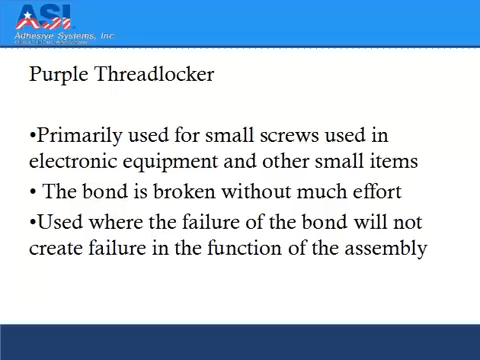 ASI
Adhesive Systems, Inc
Purple Threadlocker
•Primarily used for small screws used in
electronic equipment and other small items
• The bond is broken without much effort
•Used where the failure of the bond will not
create failure in the function of the assembly